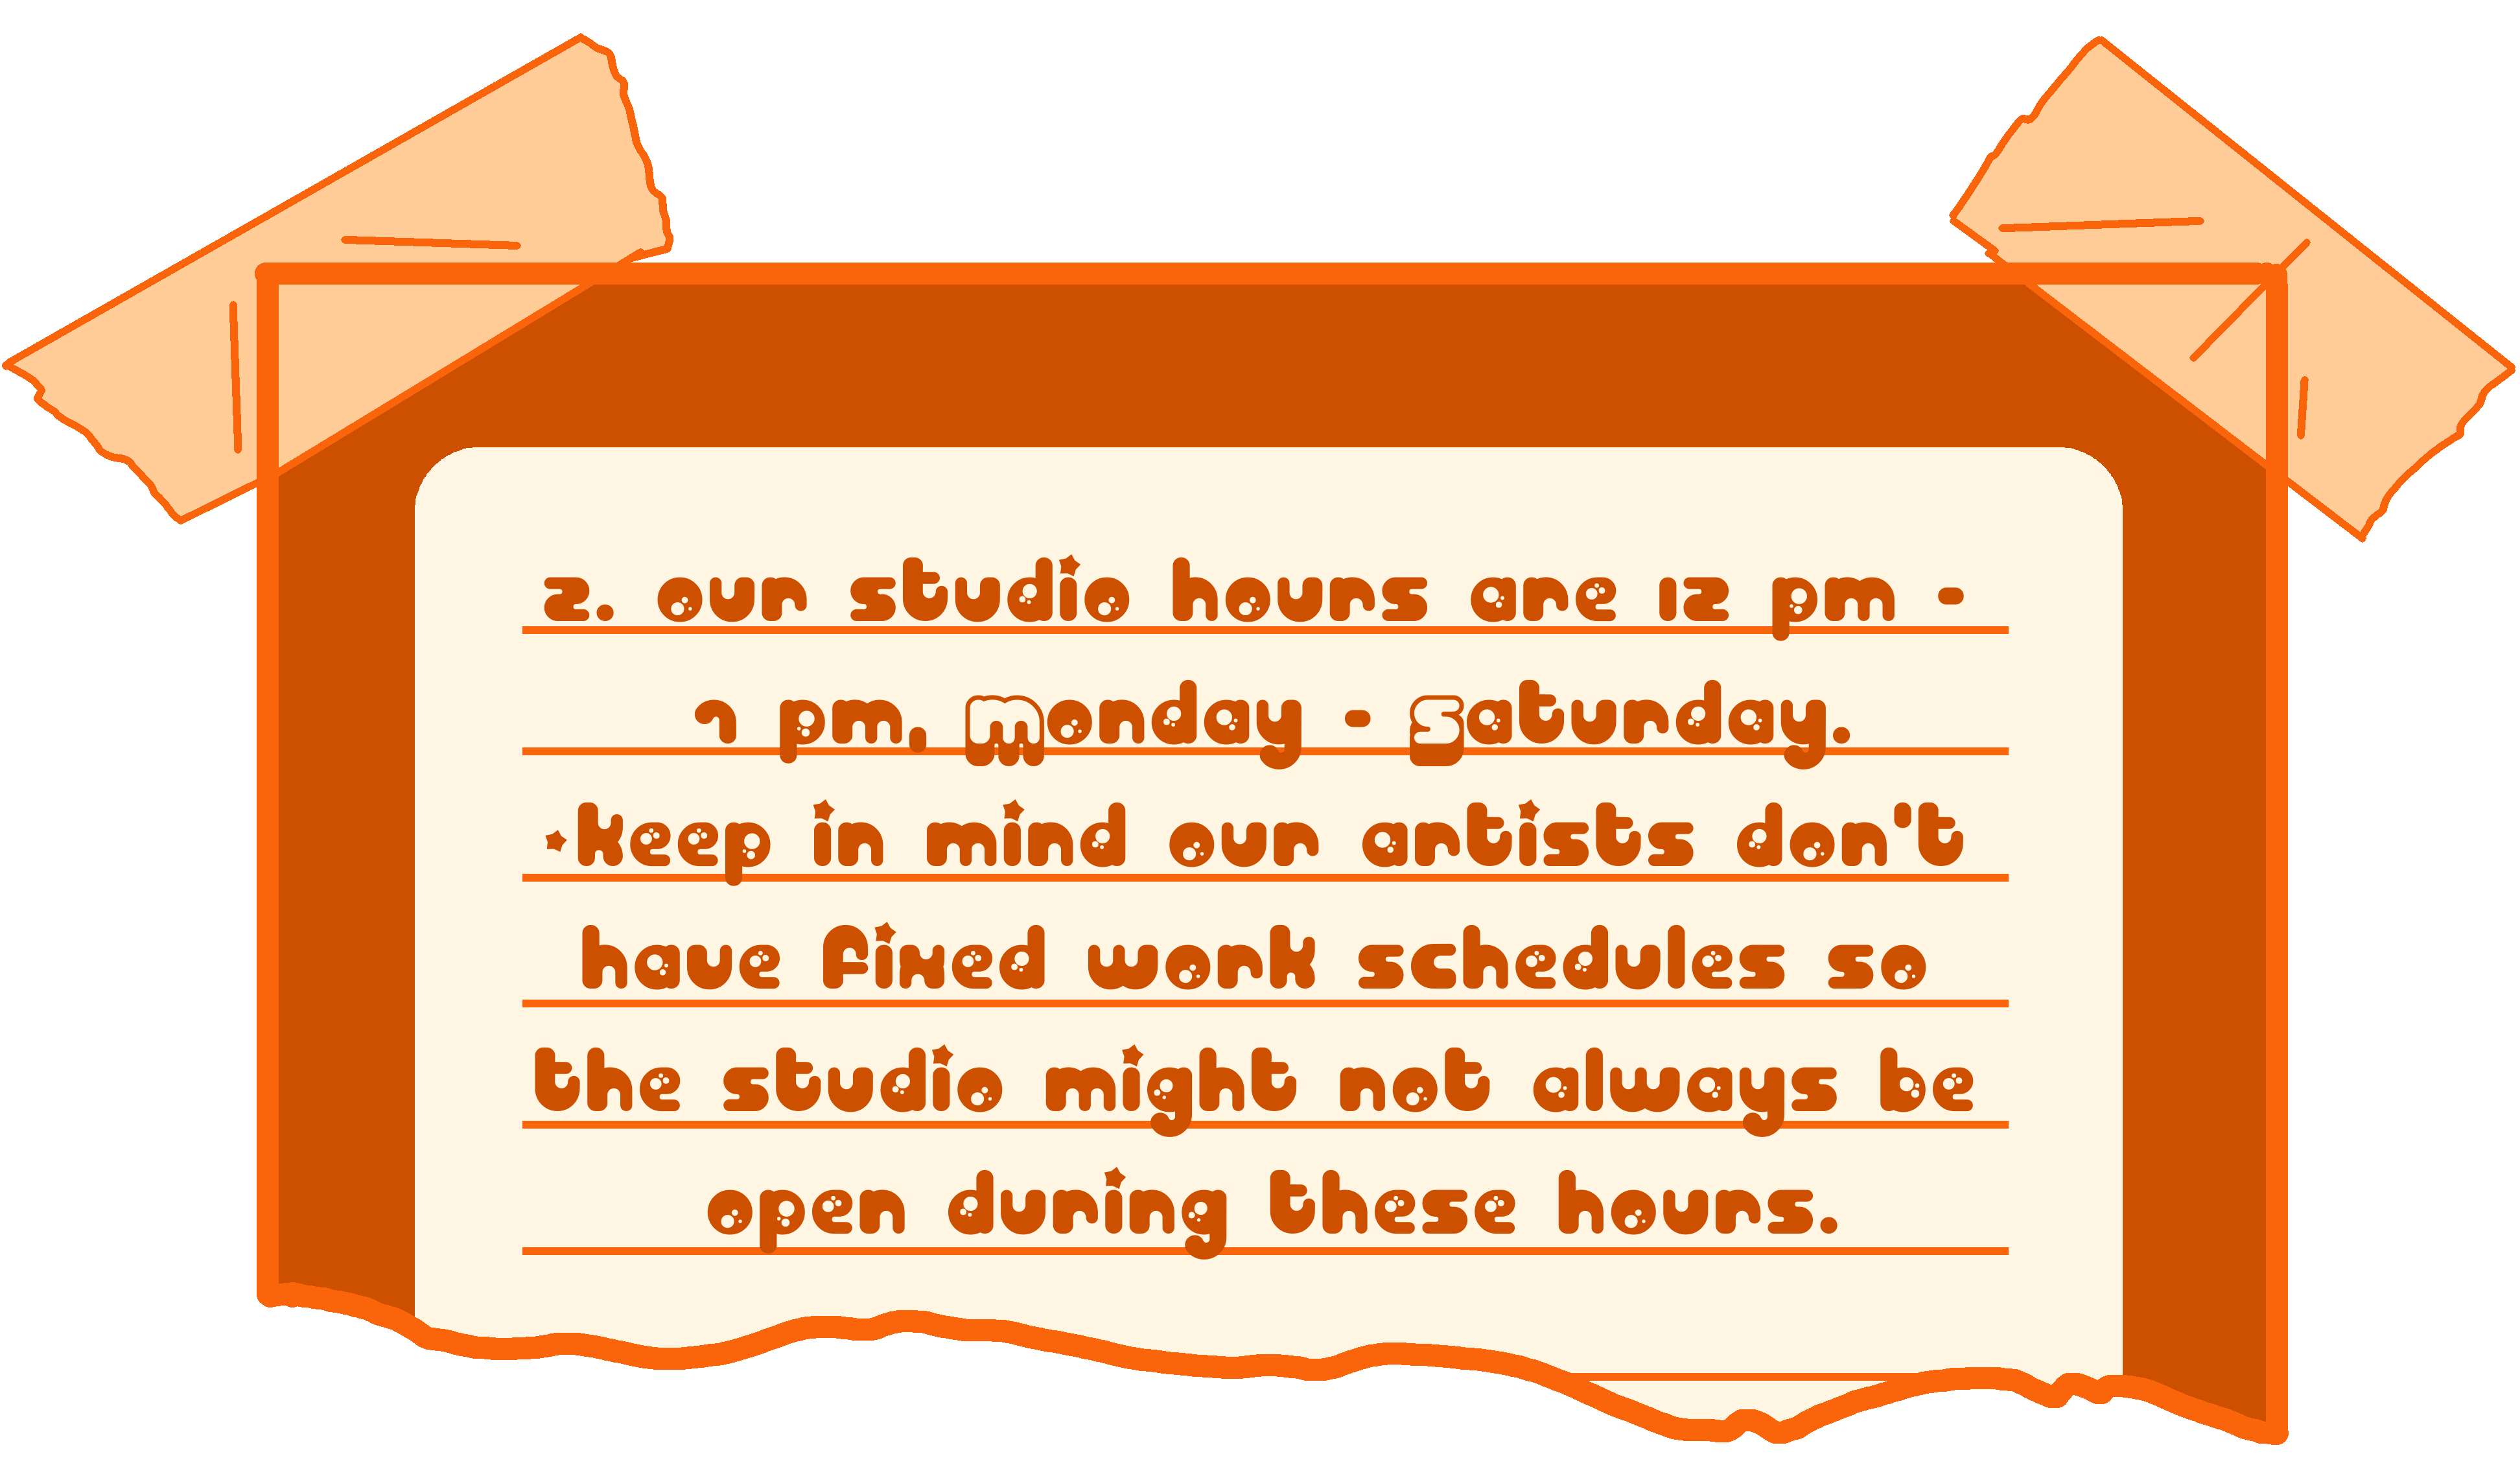 2. our studio hours are 12 pm -
7 pm, Monday - Saturday.
*keep in mind our artists don't
have fixed work schedules so
the studio might not always be
open during these hours.